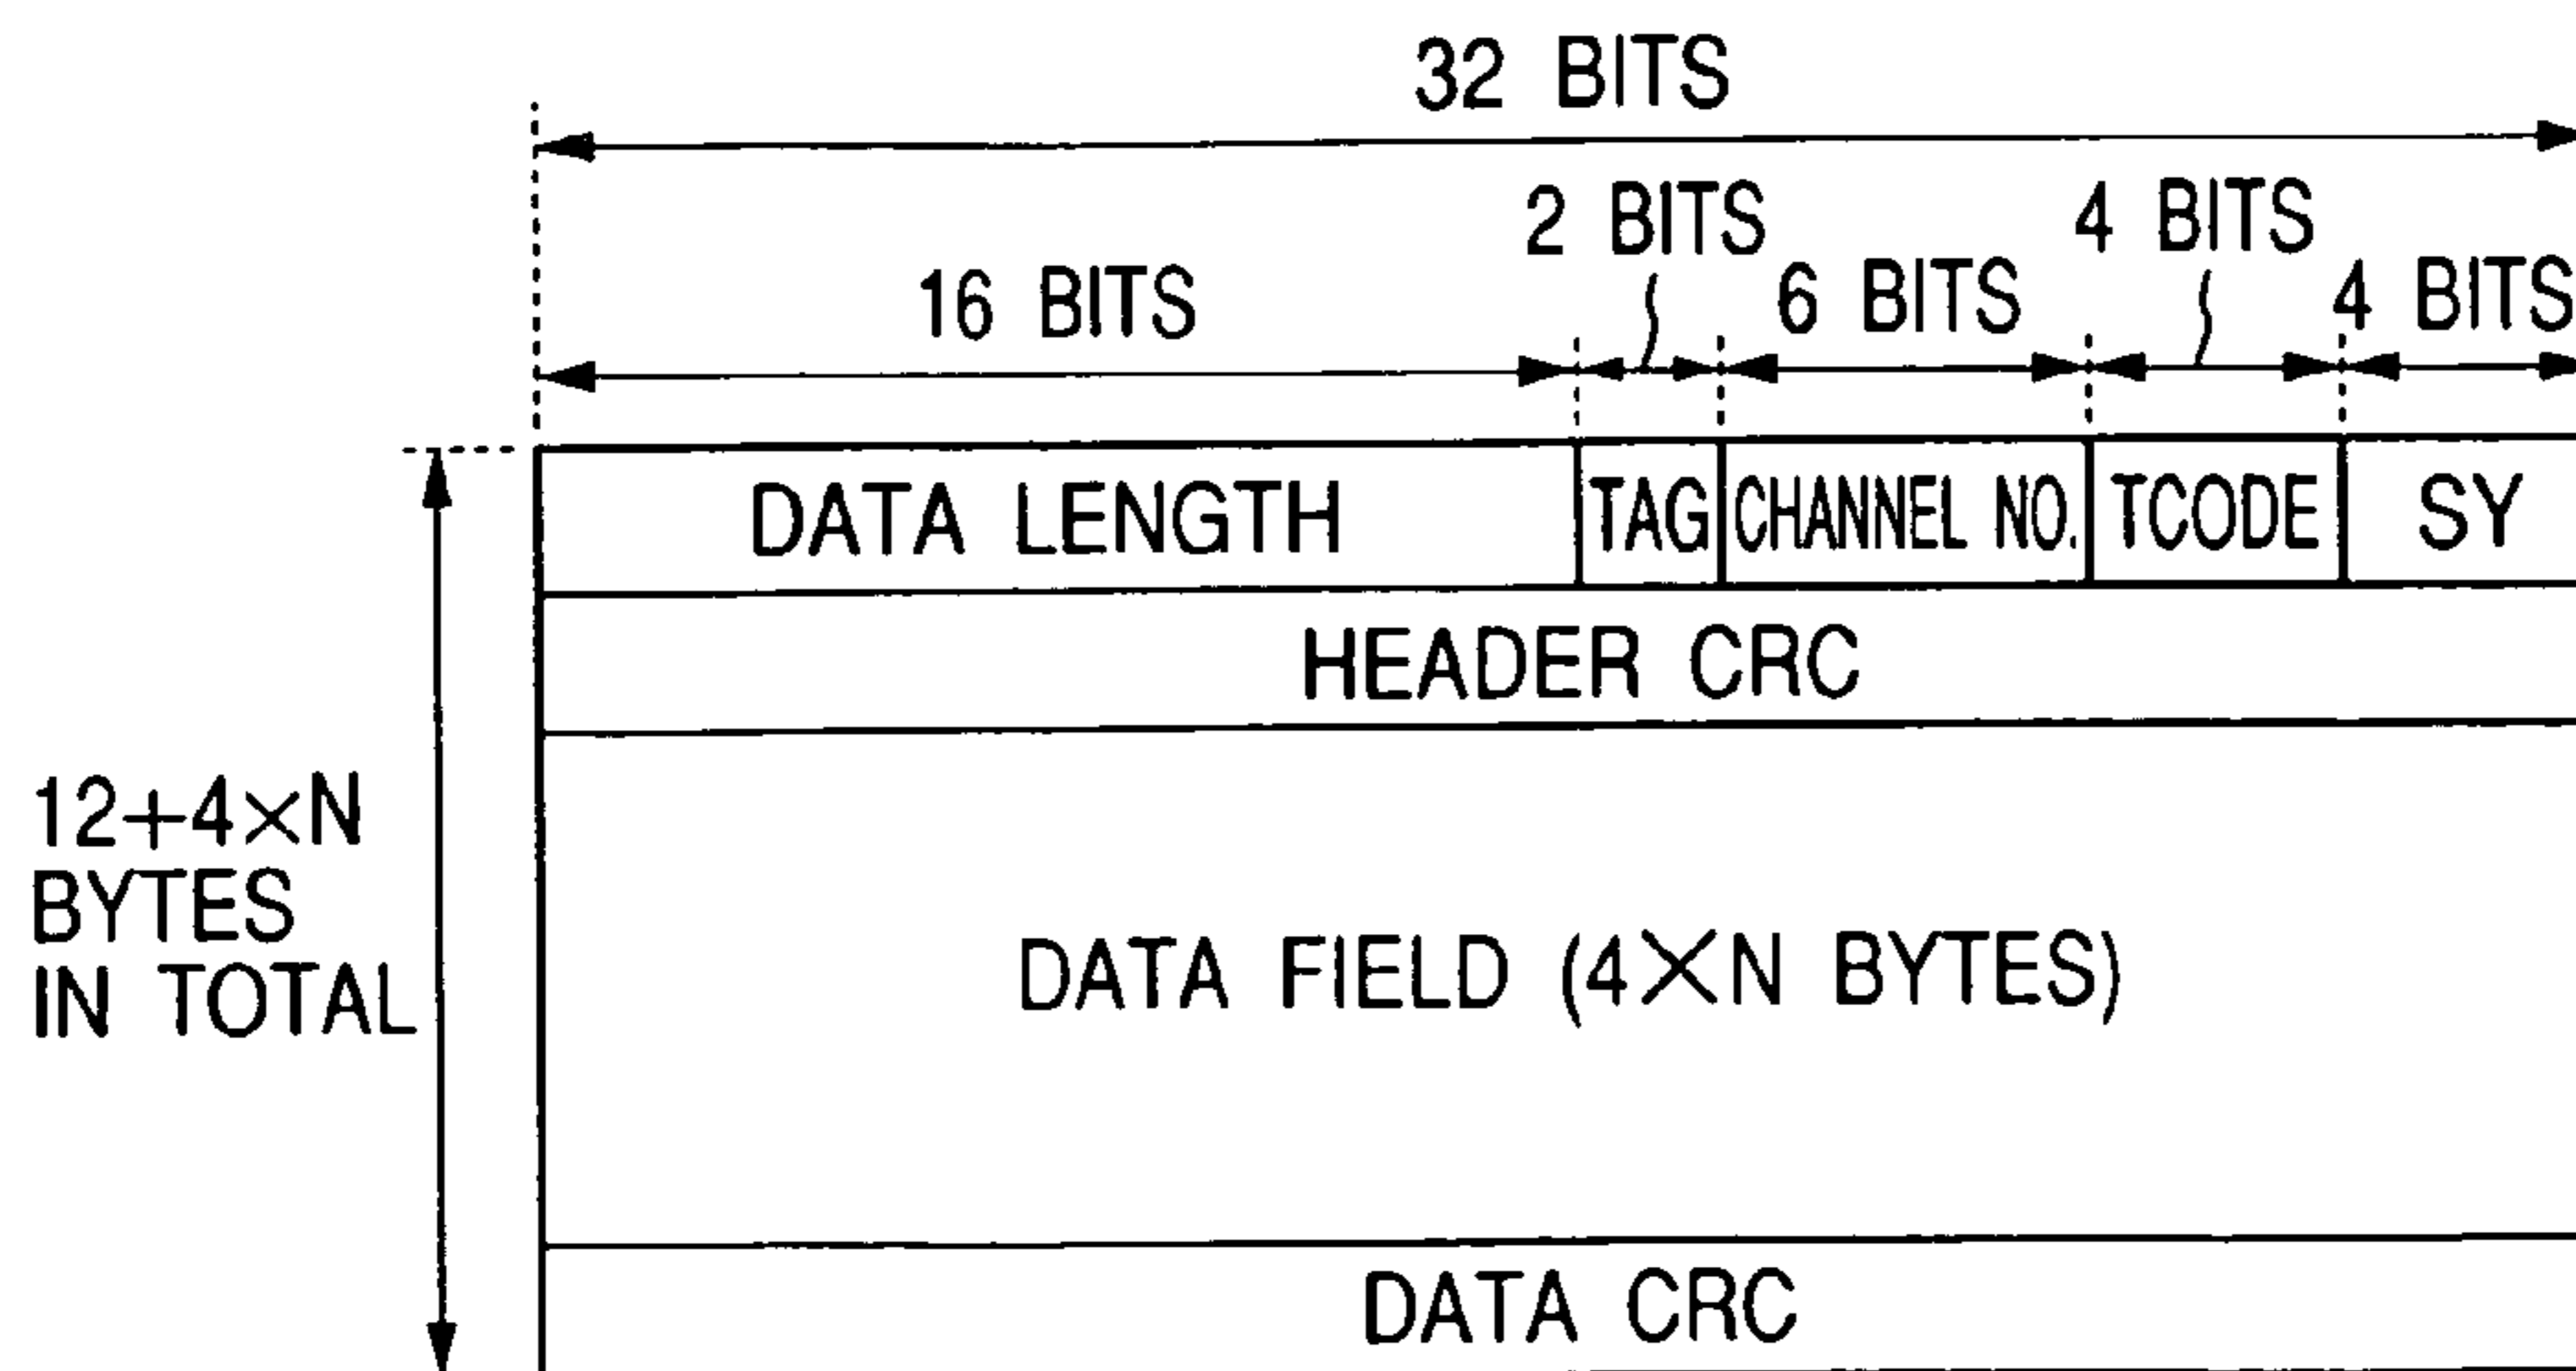 32 BITS
2 BITS
4 BITS
16 BITS
6 BITS
4 BITS
DATA LENGTH
TAG
CHANNEL NO.
TCODE
SY
HEADER CRC
12+4×N
BYTES
IN TOTAL
DATA FIELD (4×N BYTES)
DATA CRC